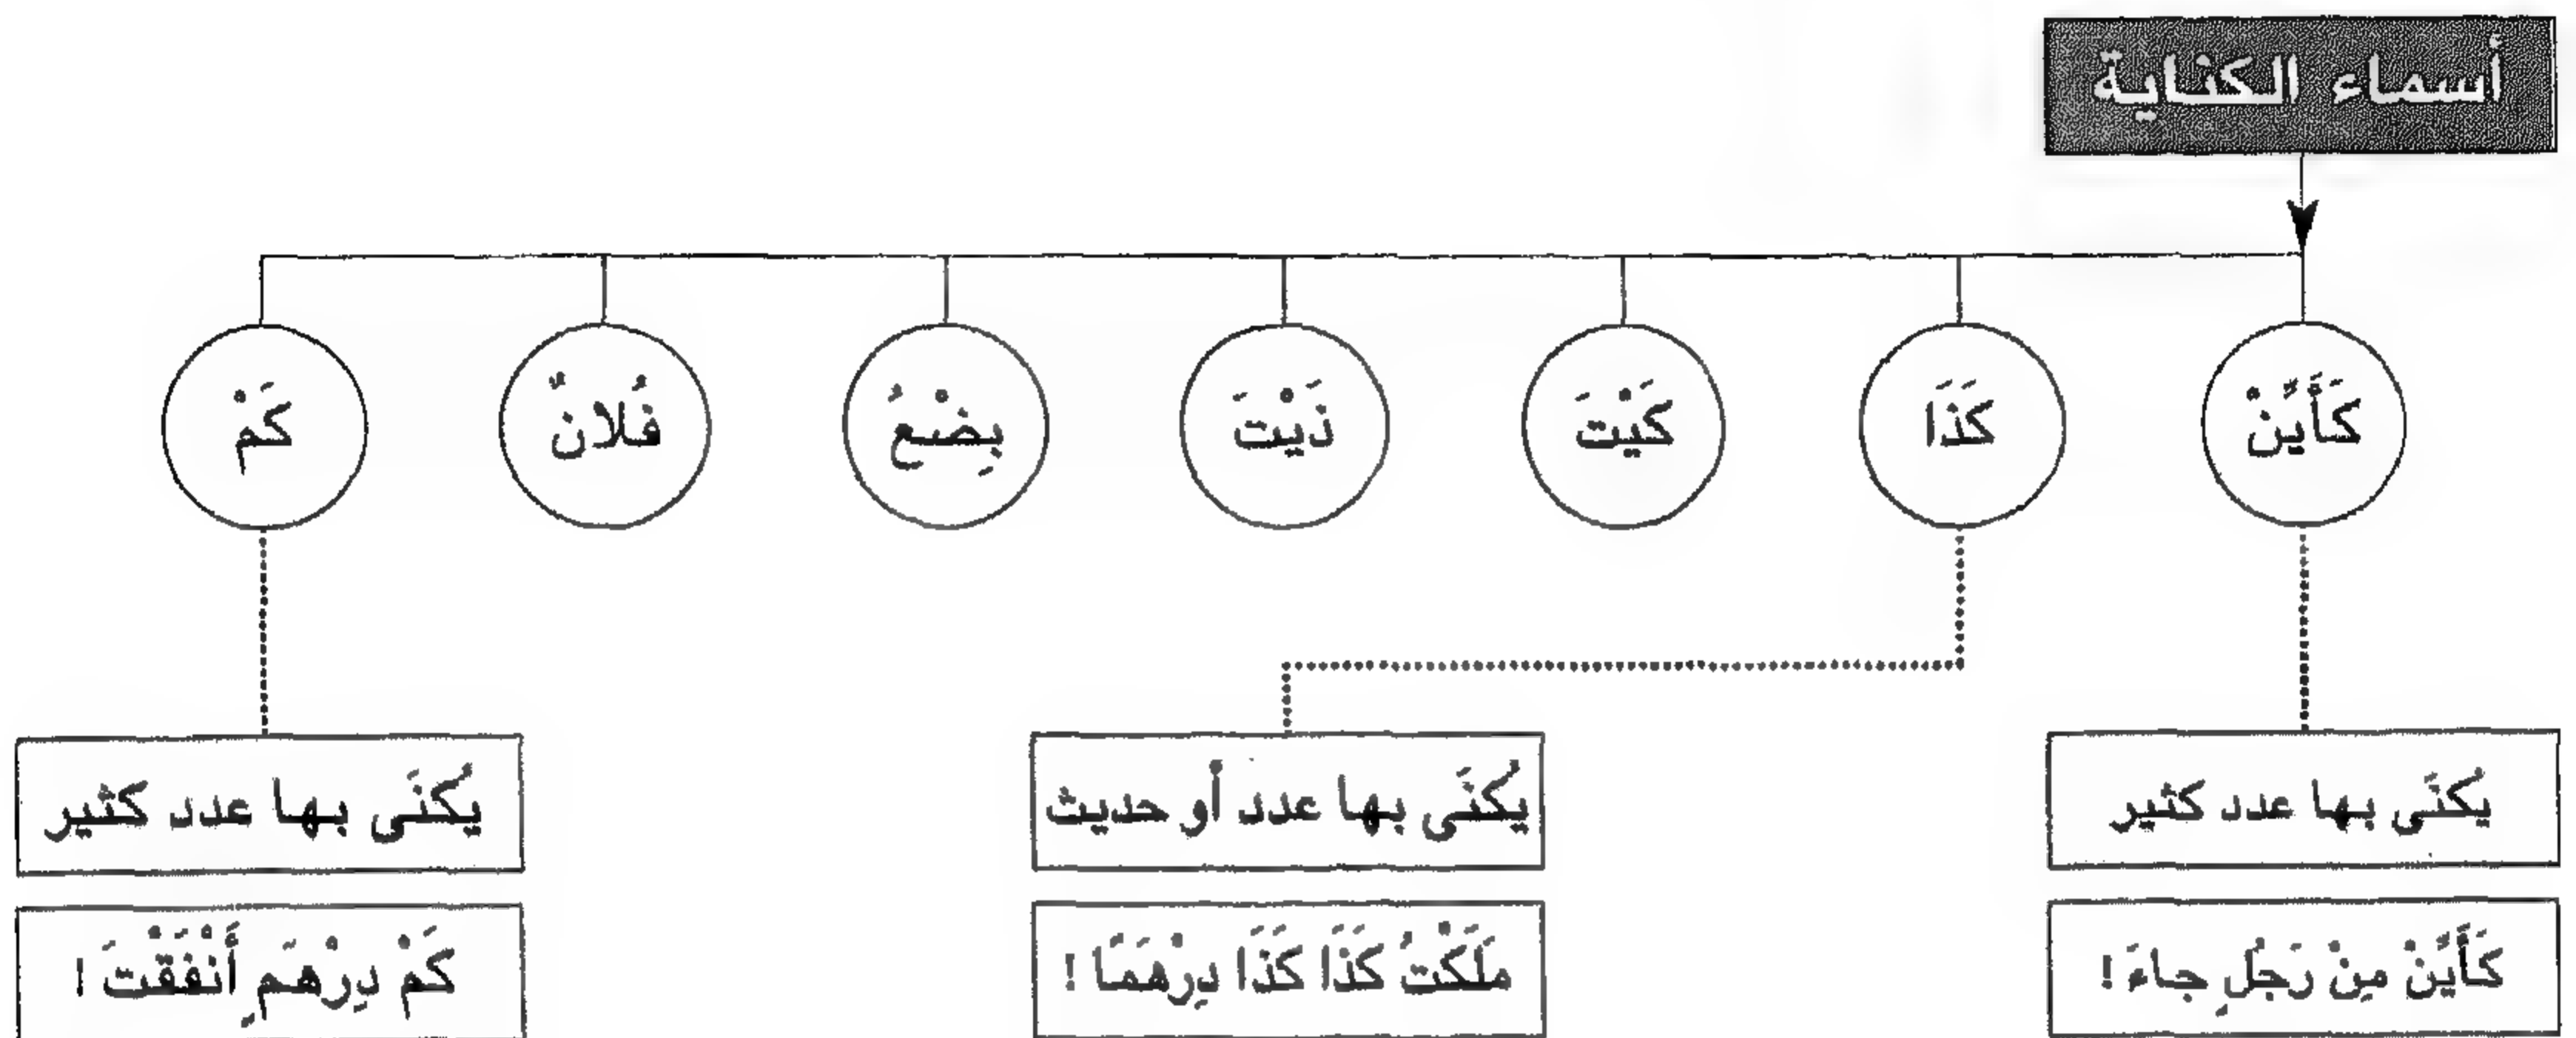 أسماء الكناية
كَأَيِّنْ
كَذَا
كَيْتَ
ذَيْتَ
بِضْعُ
فُلانٌ
كَمْ
يُكنَى بها عدد كثير
يُكنَى بها عدد أو حديث
يُكنَى بها عدد كثير
كَأَيِّنْ مِنْ رَجُلٍ جاءَ !
مَلَكْتُ كَذَا كَذَا دِرْهَمًا !
كَمْ دِرْهَمٍ أَنْفَقْتَ !